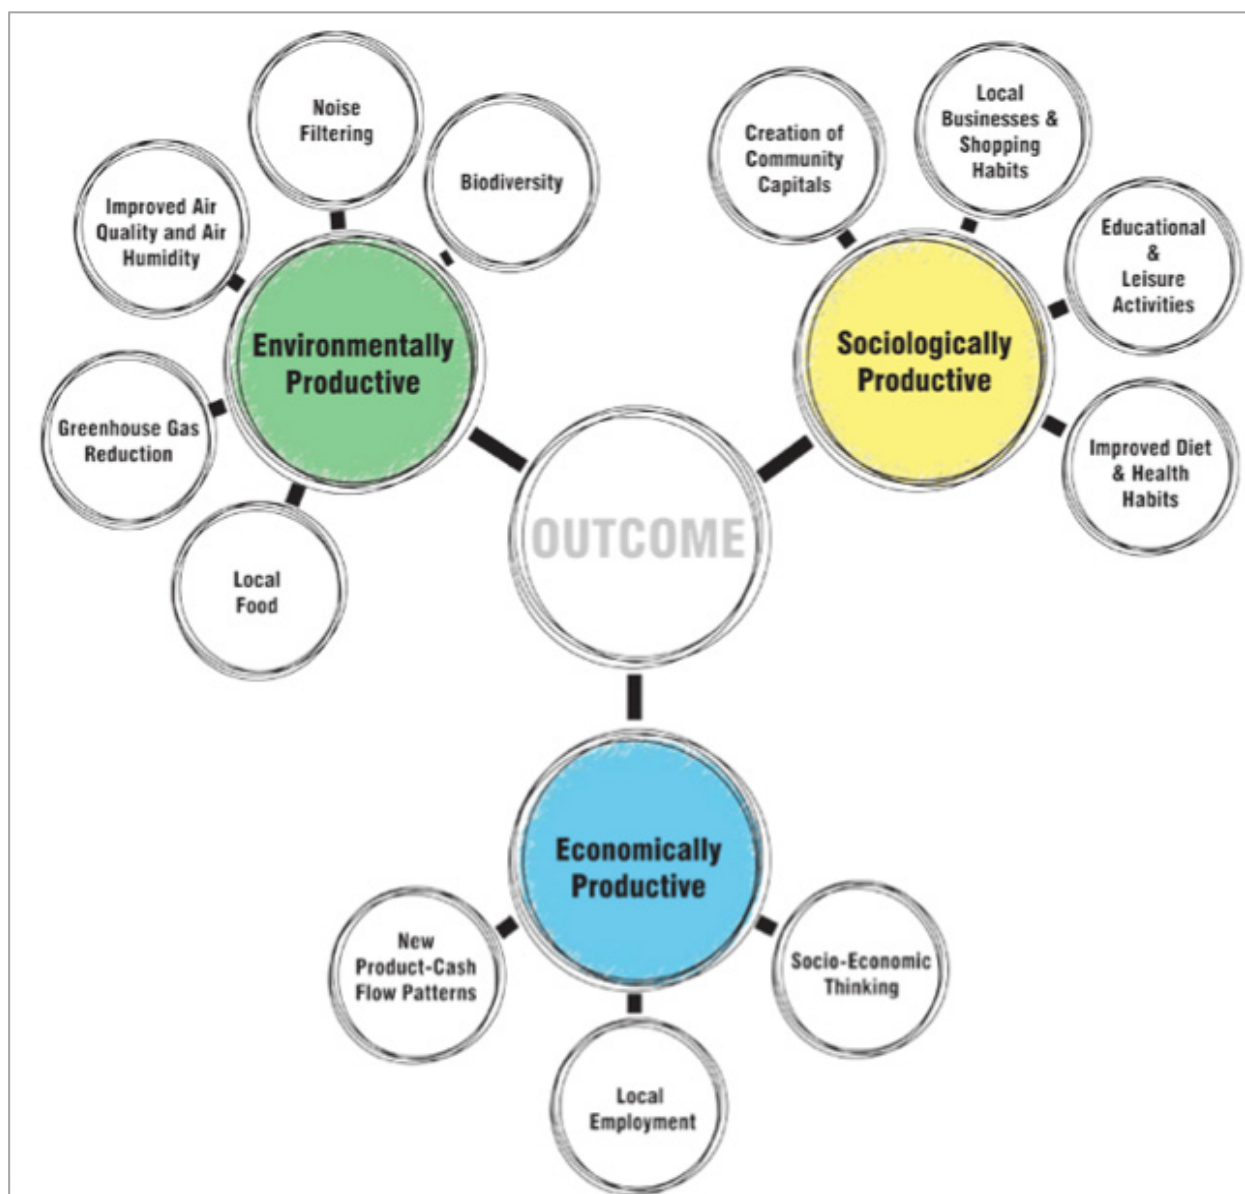 Noise
Filtering
Biodiversity
Improved Air
Quality and Air
Humidity
Greenhouse Gas
Reduction
Local
Food
Environmentally
Productive
Creation of
Community
Capitals
Local
Businesses &
Shopping
Habits
Educational
&
Leisure
Activities
Improved Diet
& Health
Habits
Sociologically
Productive
OUTCOME
Economically
Productive
New
Product-Cash
Flow Patterns
Local
Employment
Socio-Economic
Thinking